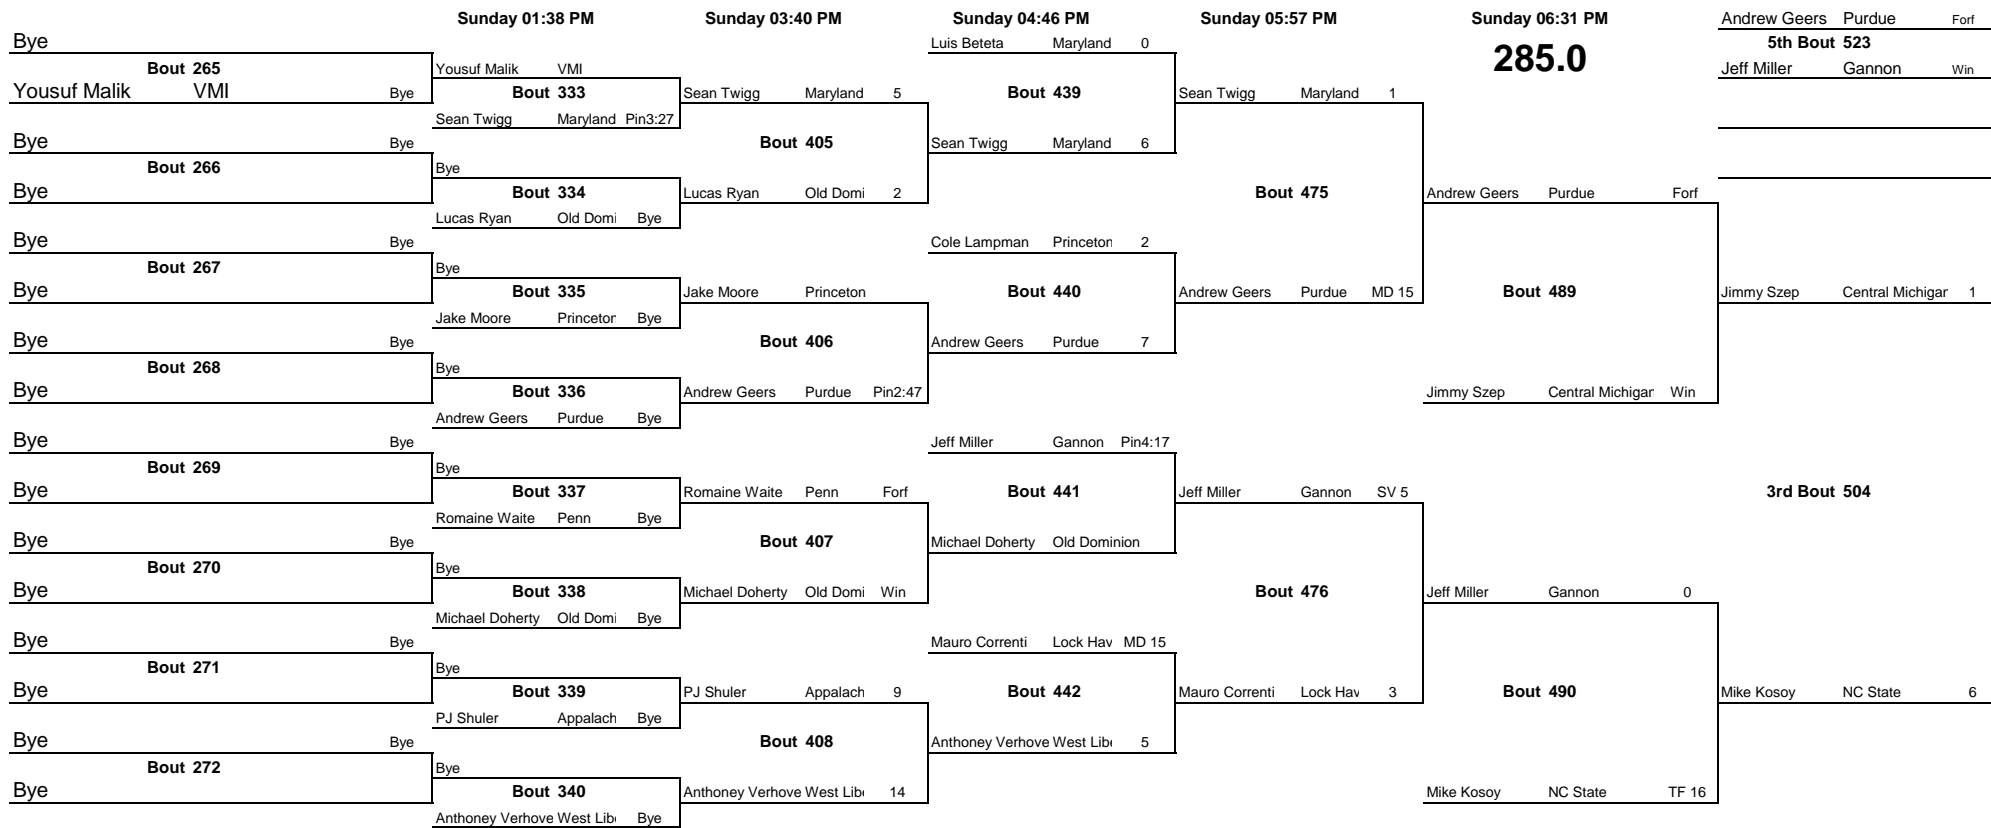 Sunday 01:38 PM Sunday 03:40 PM Sunday 04:46 PM Sunday 05:57 PM Sunday 06:31 PM Andrew Geers Purdue Forf
Bye Luis Beteta Maryland 0 5th Bout 523
285.0
Bout 265 Yousuf Malik VMI Jeff Miller Gannon Win
Yousuf Malik VMI Bye Bout 333 Sean Twigg Maryland 5 Bout 439 Sean Twigg Maryland 1
Sean Twigg Maryland Pin3:27
Bye Bye Bout 405 Sean Twigg Maryland 6
Bout 266 Bye
Bye Bout 334 Lucas Ryan Old Domi 2 Bout 475 Andrew Geers Purdue Forf
Lucas Ryan Old Domi Bye
Bye Bye Cole Lampman Princeton 2
Bout 267 Bye
Bye Bout 335 Jake Moore Princeton Bout 440 Andrew Geers Purdue MD 15 Bout 489 Jimmy Szep Central Michigar 1
Jake Moore Princetor Bye
Bye Bye Bout 406 Andrew Geers Purdue 7
Bout 268 Bye
Bye Bout 336 Andrew Geers Purdue Pin2:47 Jimmy Szep Central Michigar Win
Andrew Geers Purdue Bye
Bye Bye Jeff Miller Gannon Pin4:17
Bout 269 Bye
Bye Bout 337 Romaine Waite Penn Forf Bout 441 Jeff Miller Gannon SV 5 3rd Bout 504
Romaine Waite Penn Bye
Bye Bye Bout 407 Michael Doherty Old Dominion
Bout 270 Bye
Bye Bout 338 Michael Doherty Old Domi Win Bout 476 Jeff Miller Gannon 0
Michael Doherty Old Domi Bye
Bye Bye Mauro Correnti Lock Hav MD 15
Bout 271 Bye
Bye Bout 339 PJ Shuler Appalach 9 Bout 442 Mauro Correnti Lock Hav 3 Bout 490 Mike Kosoy NC State 6
PJ Shuler Appalach Bye
Bye Bye Bout 408 Anthoney Verhove West Libe 5
Bout 272 Bye
Bye Bout 340 Anthoney Verhove West Libe 14 Mike Kosoy NC State TF 16
Anthoney Verhove West Libe Bye